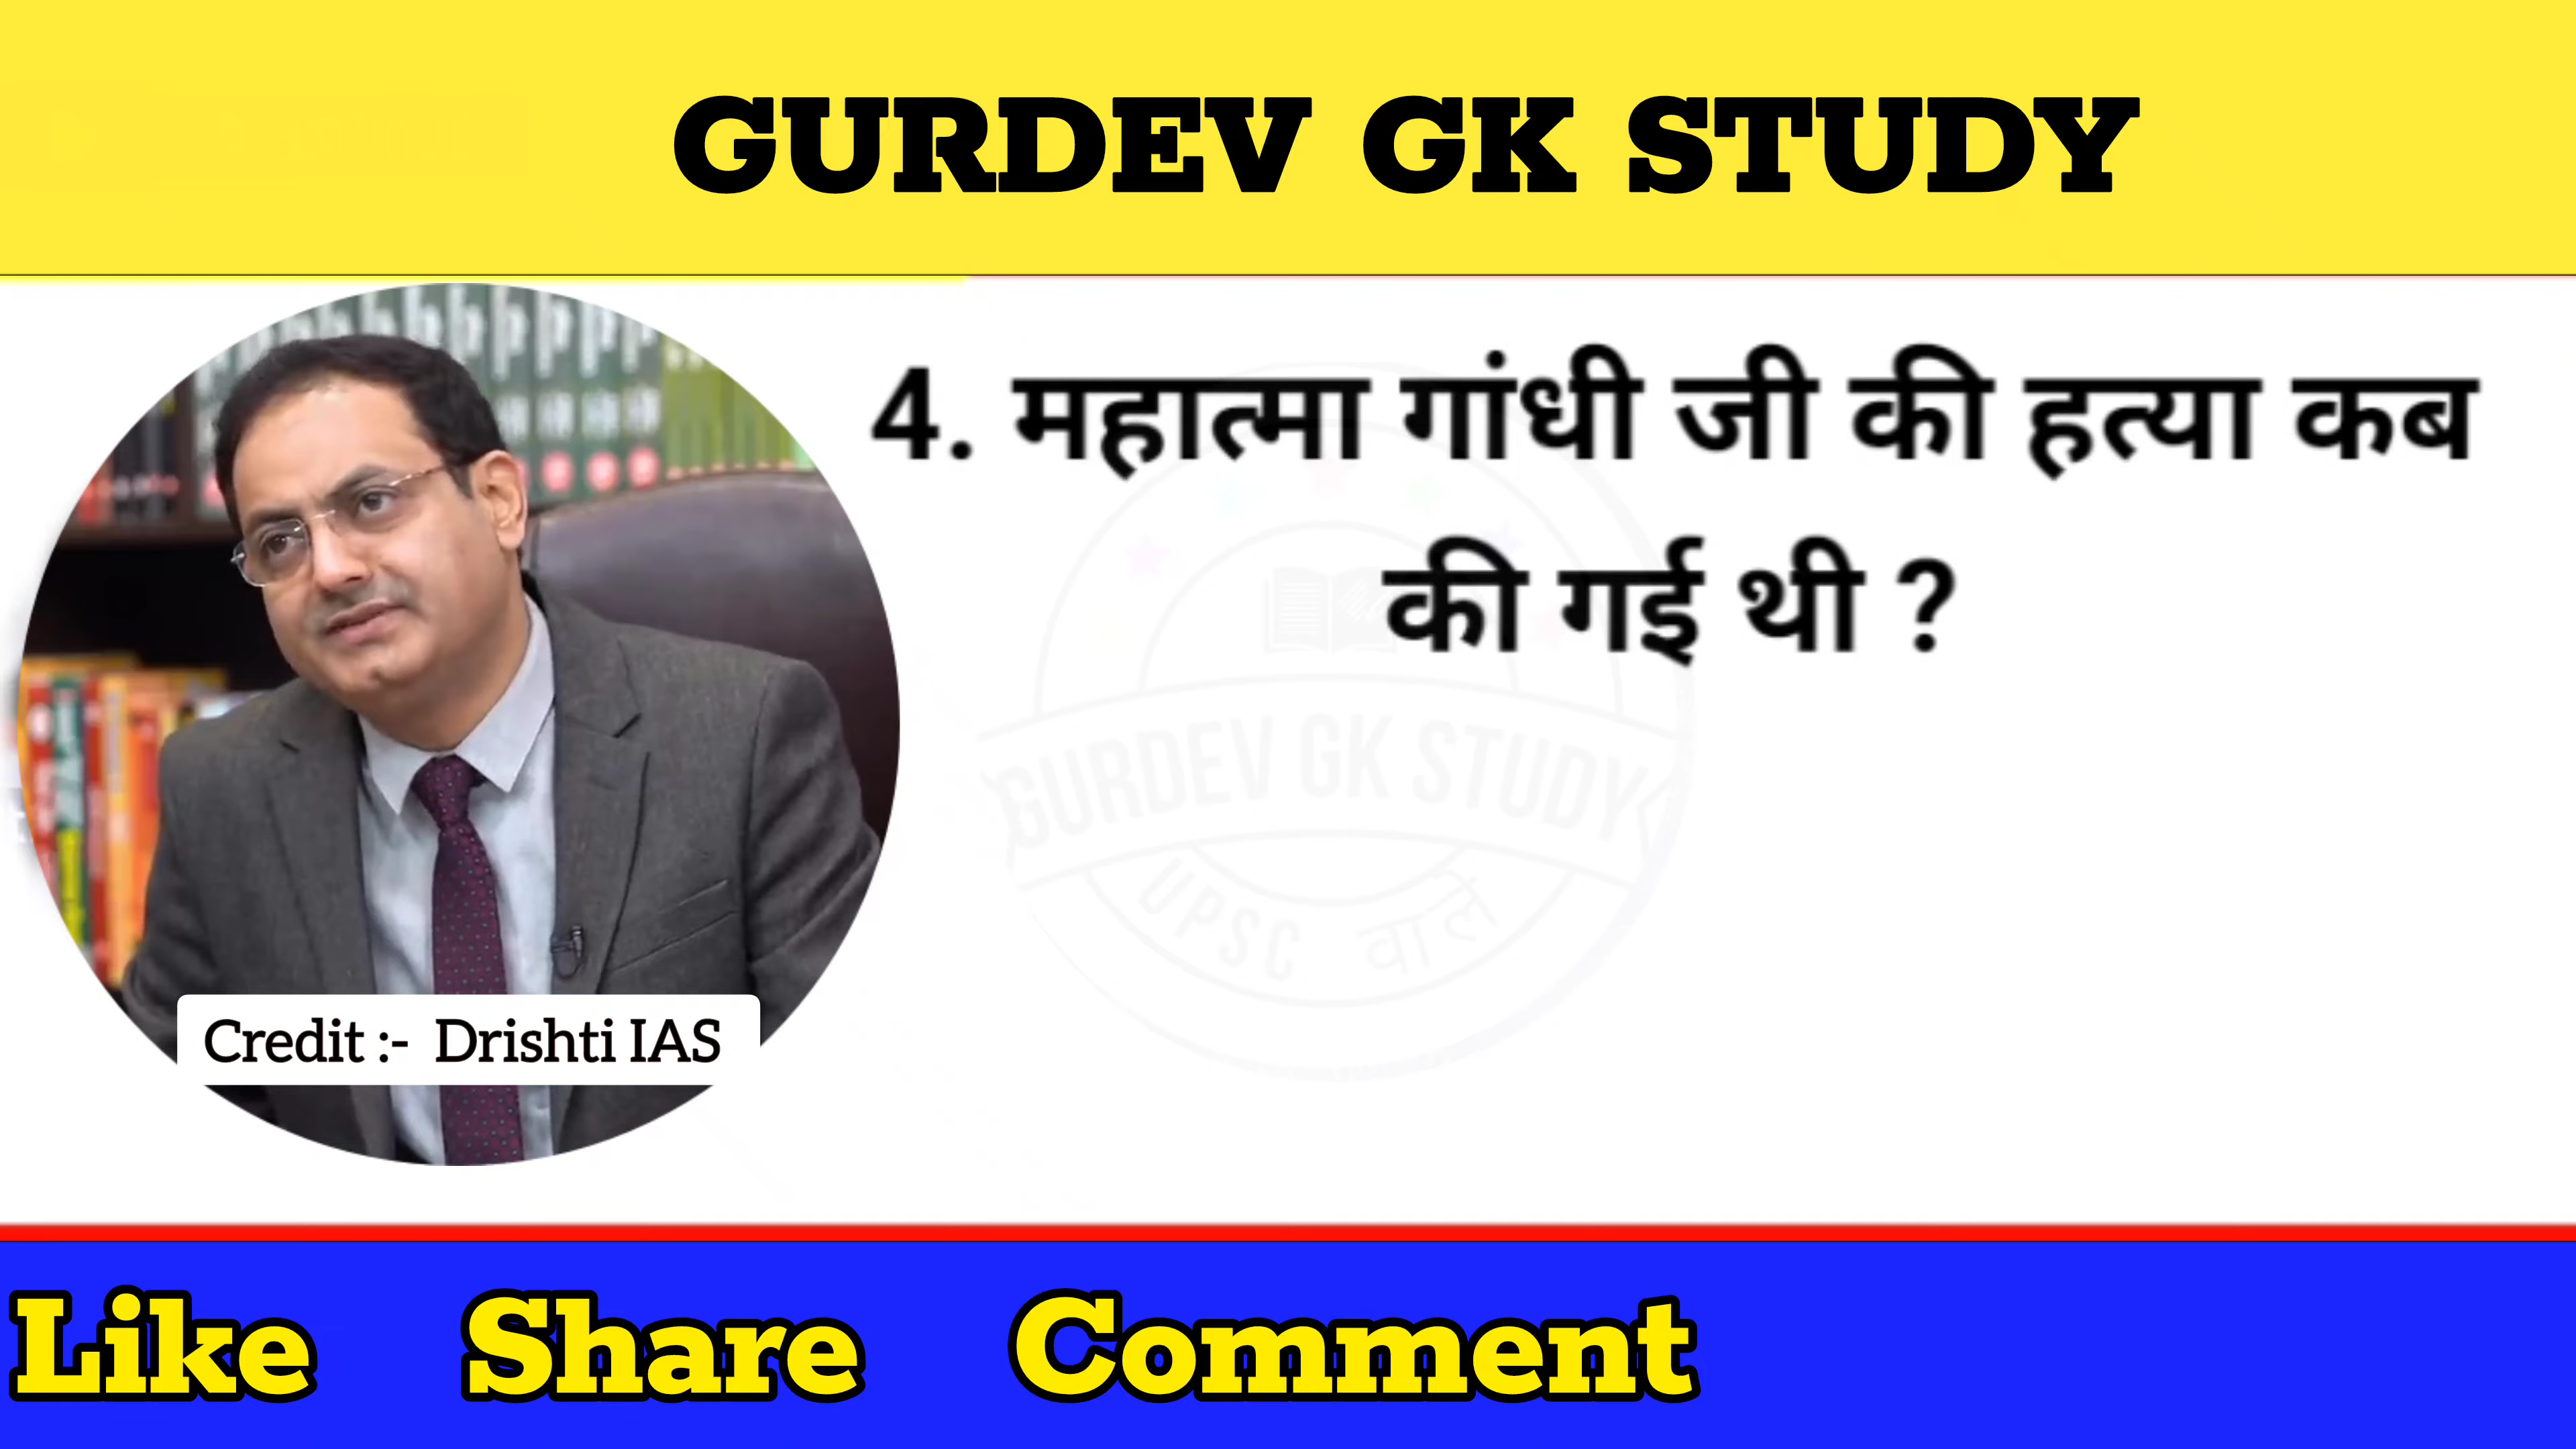 GURDEV GK STUDY
4. महात्मा गांधी जी की हत्या कब
की गई थी ?
GURDEV GK STUDY
UPSC वाले
Credit :- Drishti IAS
Like Share Comment